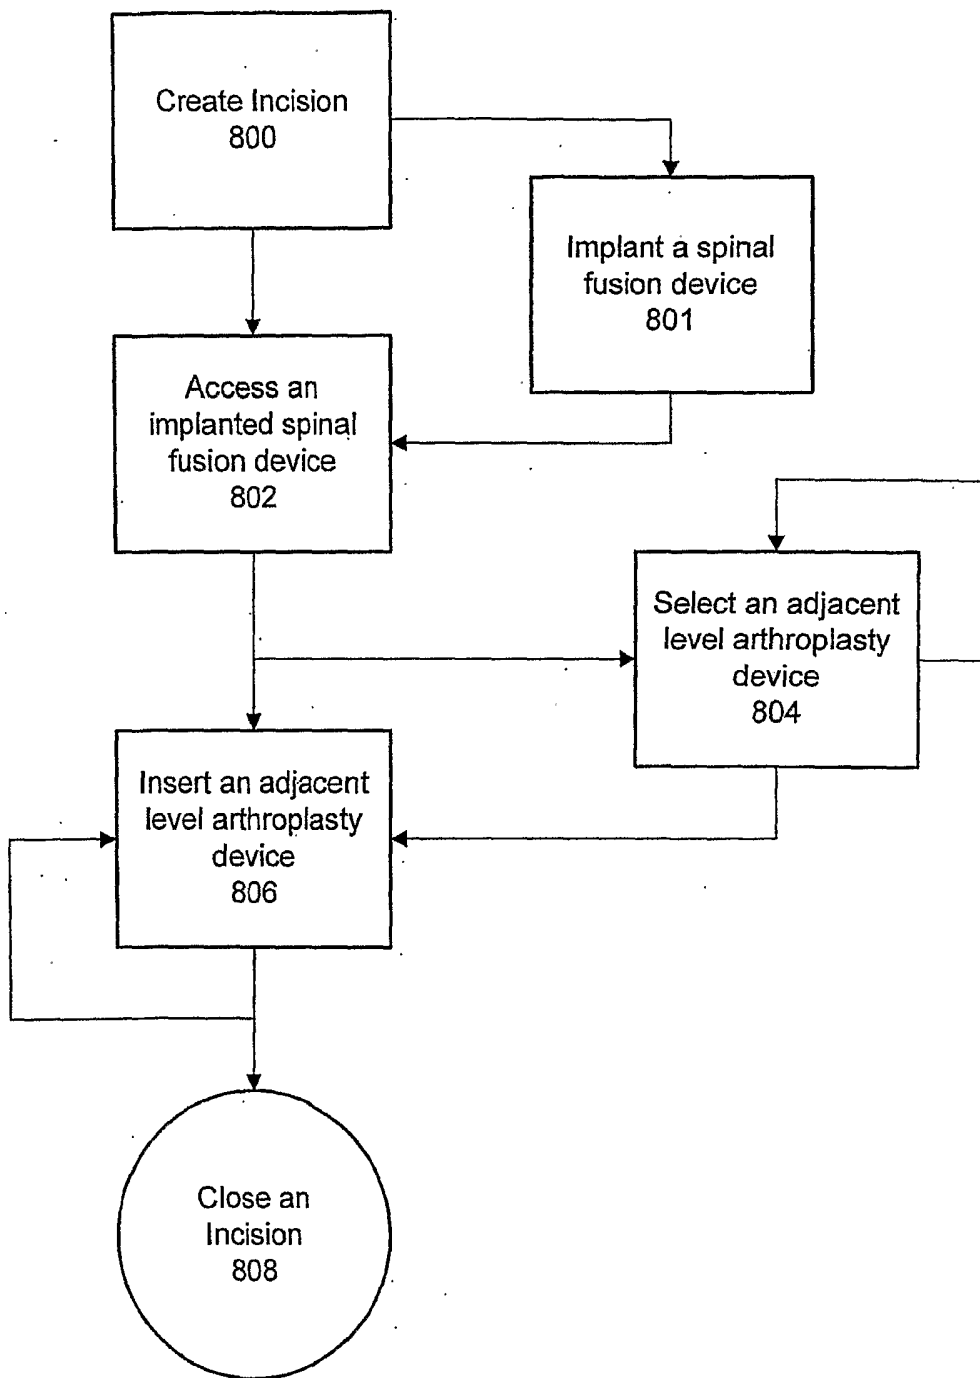 Create Incision
800
Implant a spinal
fusion device
801
Access an
implanted spinal
fusion device
802
Select an adjacent
level arthroplasty
device
804
Insert an adjacent
level arthroplasty
device
806
Close an
Incision
808